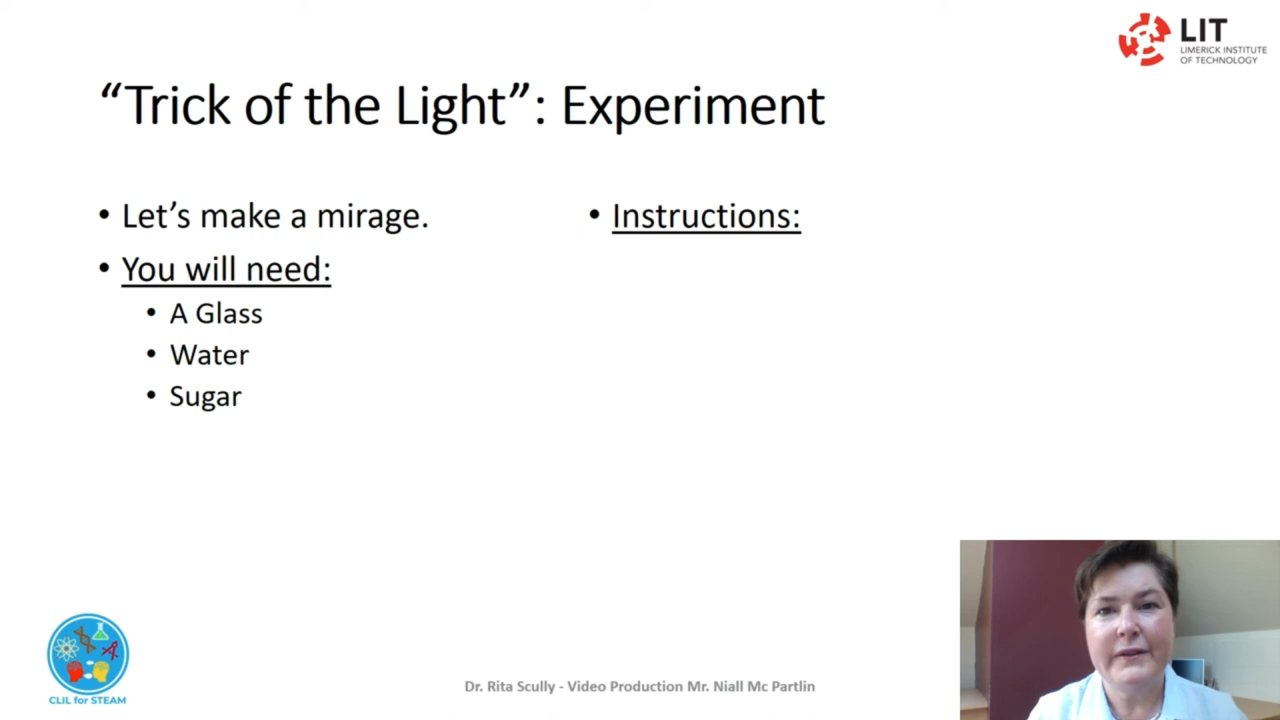 LIT
LIMERICK INSTITUTE
OF TECHNOLOGY
“Trick of the Light”: Experiment
• Let’s make a mirage.
• You will need:
• A Glass
• Water
• Sugar
• Instructions:
CLIL for STEAM
Dr. Rita Scully - Video Production Mr. Niall Mc Partlin